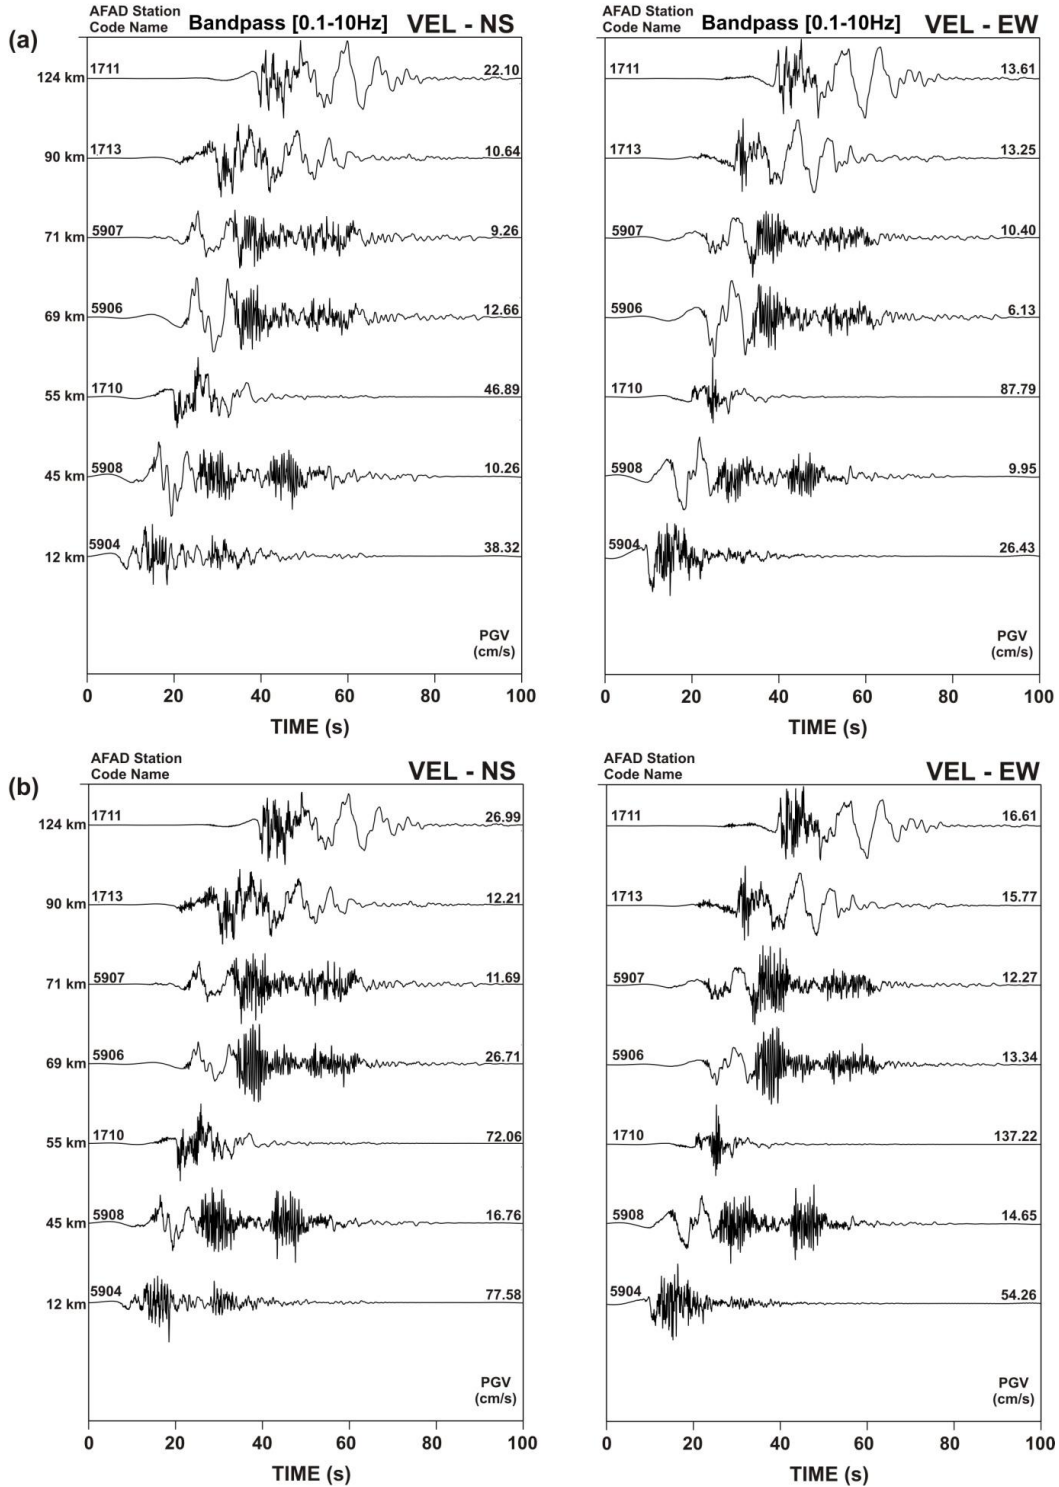 AFAD Station
Code Name Bandpass [0.1-10Hz] VEL - NS
(a)
124 km 1711 22.10
90 km 1713 10.64
71 km 5907 9.26
69 km 5906 12.66
55 km 1710 46.89
45 km 5908 10.26
12 km 5904 38.32
PGV
(cm/s)
0 20 40 60 80 100
TIME (s)
AFAD Station
Code Name Bandpass [0.1-10Hz] VEL - EW
1711 13.61
1713 13.25
5907 10.40
5906 6.13
1710 87.79
5908 9.95
5904 26.43
PGV
(cm/s)
0 20 40 60 80 100
TIME (s)
AFAD Station
Code Name VEL - NS
(b)
124 km 1711 26.99
90 km 1713 12.21
71 km 5907 11.69
69 km 5906 26.71
55 km 1710 72.06
45 km 5908 16.76
12 km 5904 77.58
PGV
(cm/s)
0 20 40 60 80 100
TIME (s)
AFAD Station
Code Name VEL - EW
1711 16.61
1713 15.77
5907 12.27
5906 13.34
1710 137.22
5908 14.65
5904 54.26
PGV
(cm/s)
0 20 40 60 80 100
TIME (s)